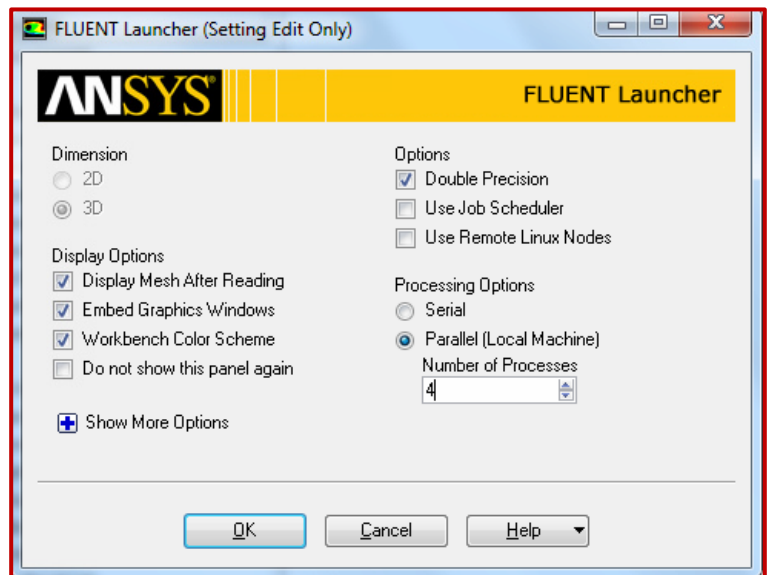 FLUENT Launcher (Setting Edit Only)
ANSYS®
FLUENT Launcher
Dimension
2D
3D
Display Options
Display Mesh After Reading
Embed Graphics Windows
Workbench Color Scheme
Do not show this panel again
Show More Options
Options
Double Precision
Use Job Scheduler
Use Remote Linux Nodes
Processing Options
Serial
Parallel (Local Machine)
Number of Processes
4
OK
Cancel
Help